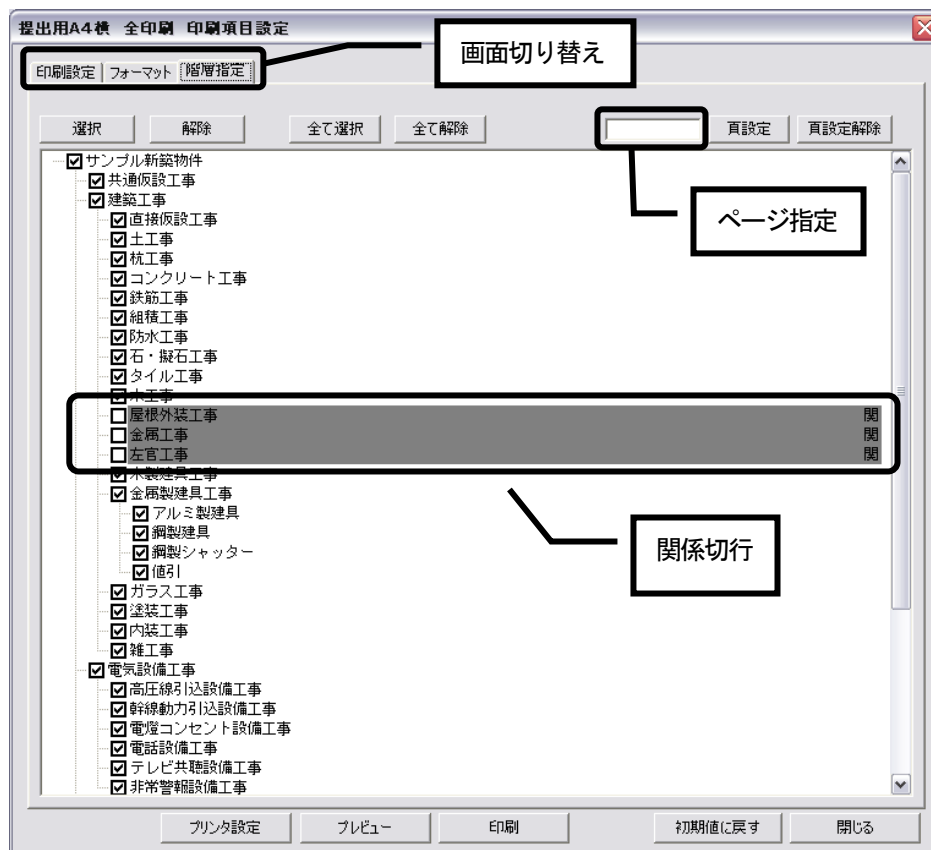 提出用A4横 全印刷 印刷項目設定
画面切り替え
印刷設定 フォーマット 階層指定
選択 解除 全て選択 全て解除 頁設定 頁設定解除
サンプル新築物件
共通仮設工事
建築工事
直接仮設工事
ページ指定
土工事
杭工事
コンクリート工事
鉄筋工事
組積工事
防水工事
石・擬石工事
タイル工事
木工事
屋根外装工事 関
金属工事 関
左官工事 関
木製建具工事
金属製建具工事
アルミ製建具
鋼製建具
鋼製シャッター
関係切行
値引
ガラス工事
塗装工事
内装工事
雑工事
電気設備工事
高圧線引込設備工事
幹線動力引込設備工事
電燈コンセント設備工事
電話設備工事
テレビ共聴設備工事
非常警報設備工事
プリンタ設定 プレビュー 印刷 初期値に戻す 閉じる